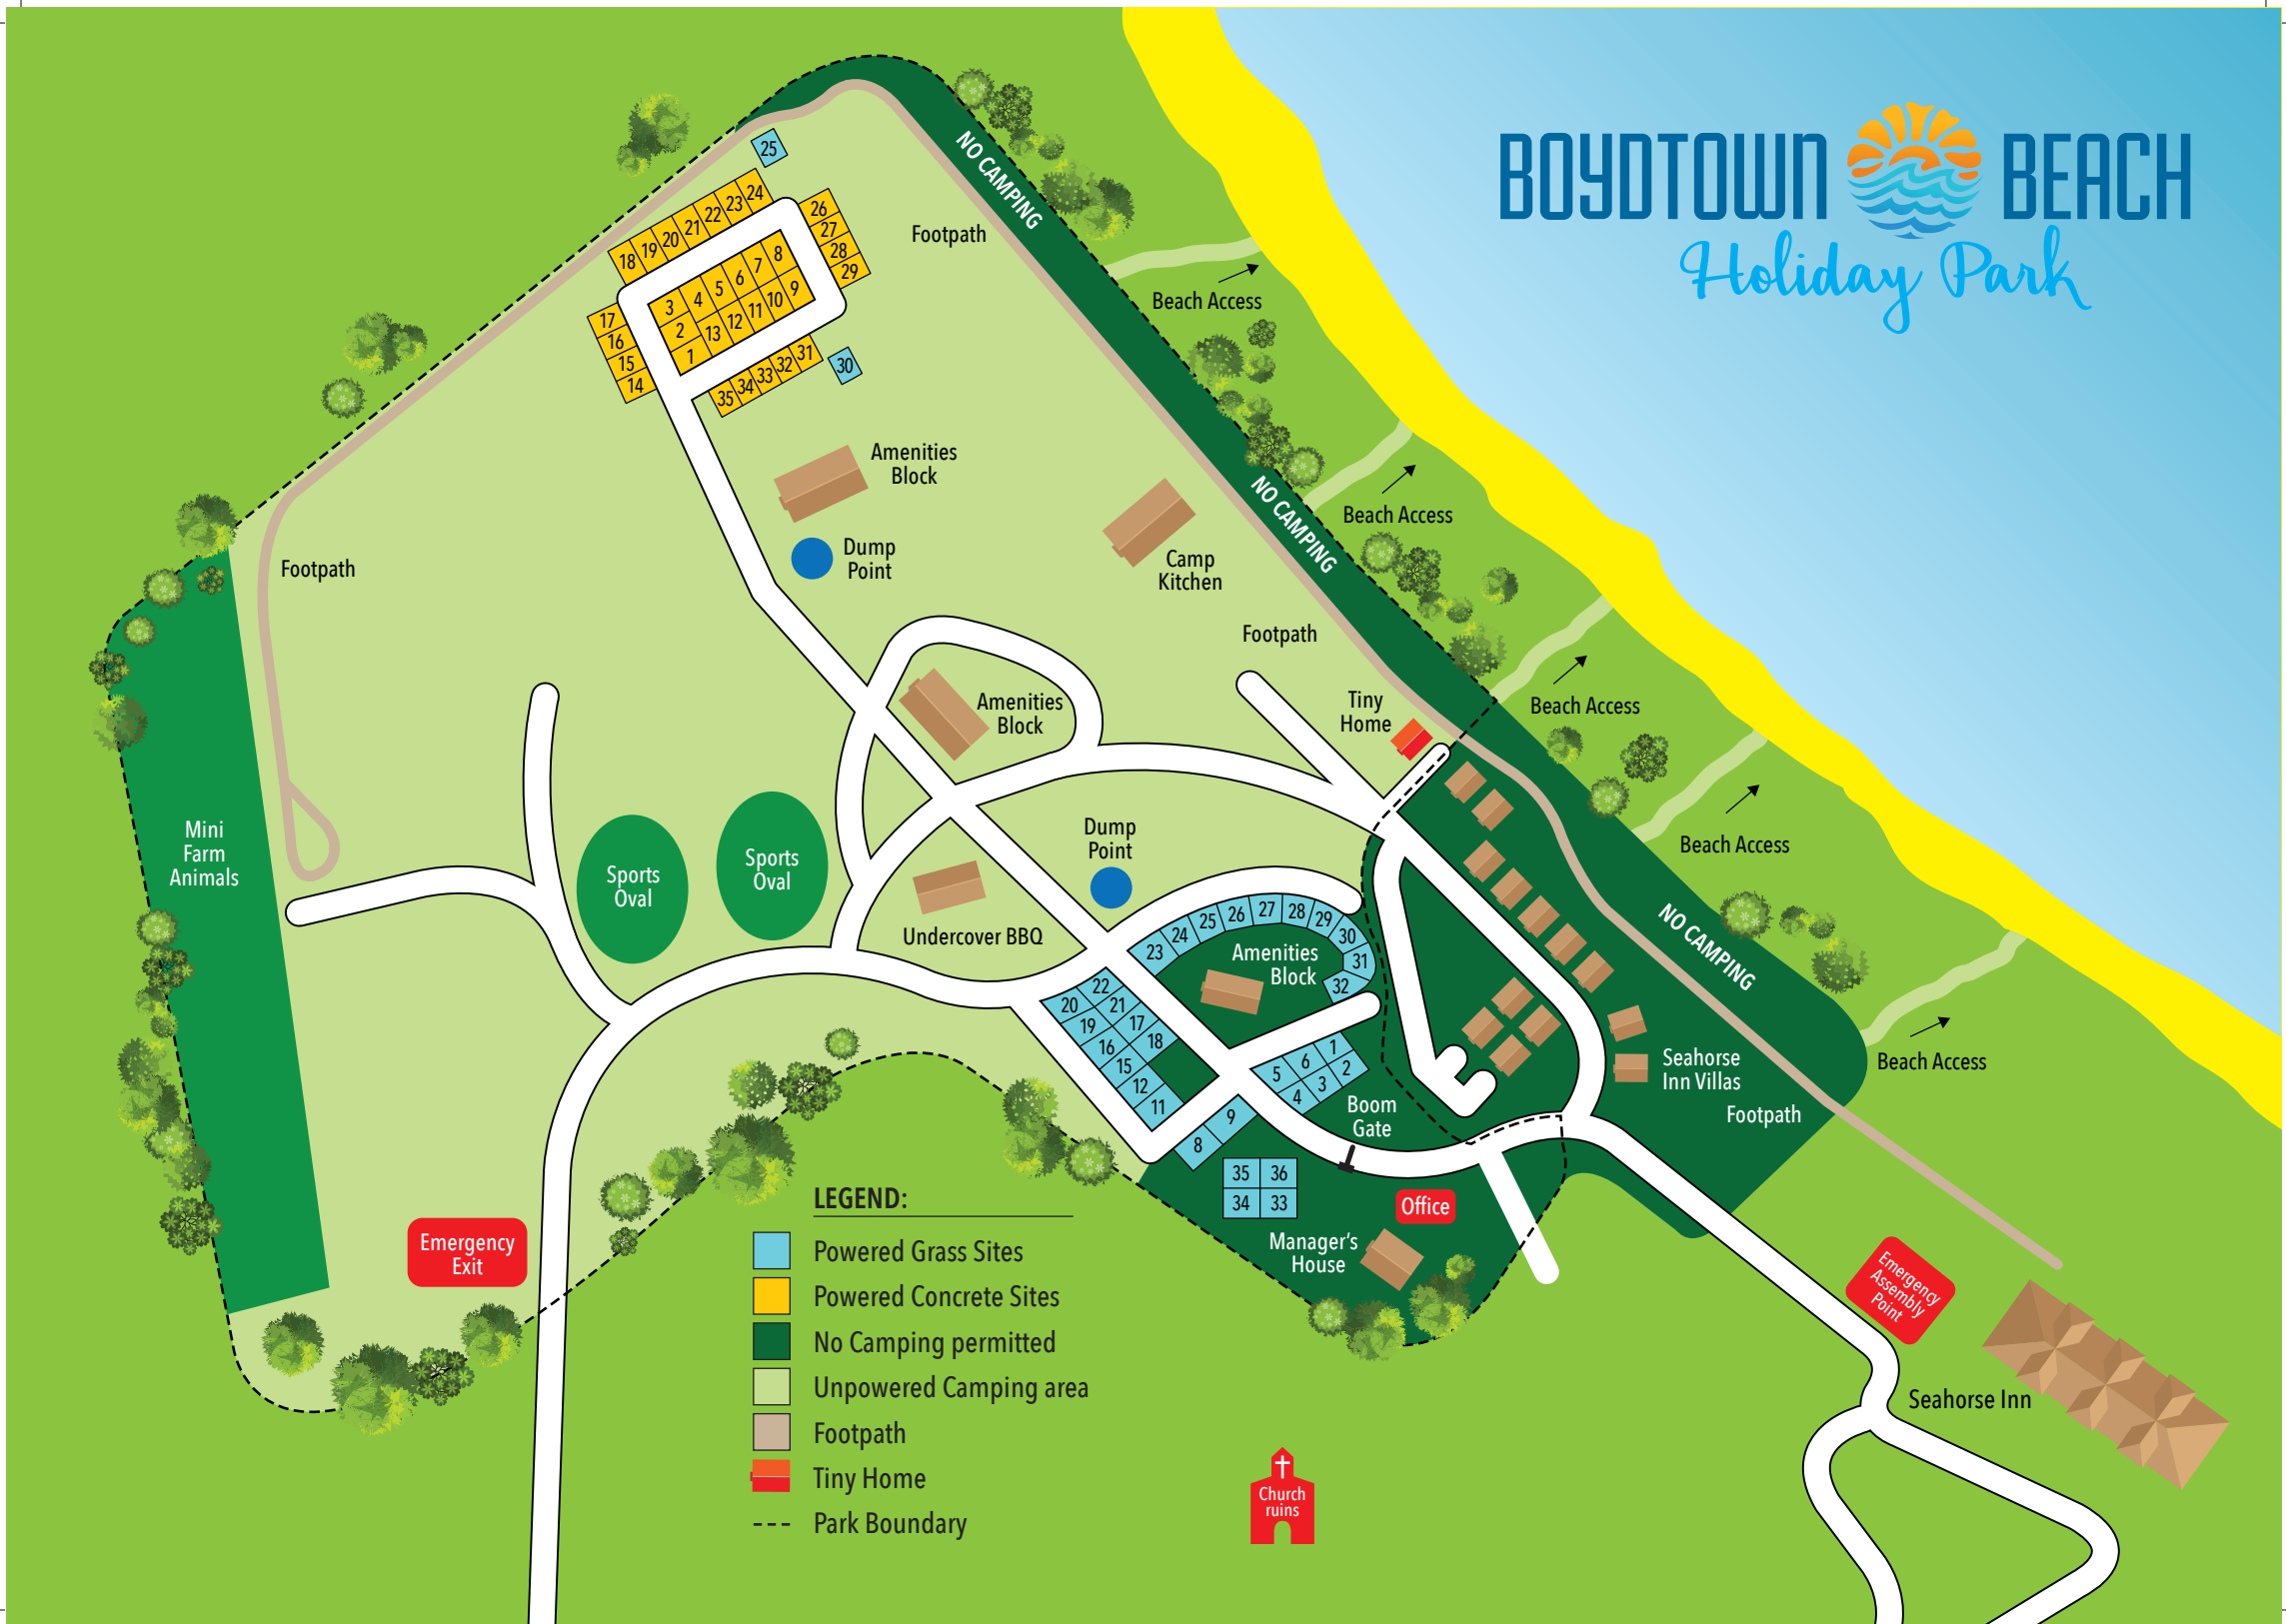 BOYDTOWN BEACH
Holiday Park
NO CAMPING
25
24
23
22
21
20
19
18
26
27
28
29
8
7
6
5
4
3
9
10
11
12
13
2
1
17
16
15
14
31
32
33
34
35
30
Footpath
Beach Access
Amenities
Block
Dump
Point
Camp
Kitchen
NO CAMPING
Beach Access
Footpath
Footpath
Tiny
Home
Beach Access
Amenities
Block
Mini
Farm
Animals
Sports
Oval
Sports
Oval
Dump
Point
Undercover BBQ
Beach Access
NO CAMPING
23
24
25
26
27
28
29
30
31
32
Amenities
Block
22
20
21
19
17
16
18
15
12
11
1
6
2
5
3
4
9
8
Boom
Gate
Seahorse
Inn Villas
Footpath
Beach Access
35
36
34
33
Office
Manager's
House
Emergency
Exit
Emergency
Assembly
Point
Seahorse Inn
Church
ruins
LEGEND:
Powered Grass Sites
Powered Concrete Sites
No Camping permitted
Unpowered Camping area
Footpath
Tiny Home
Park Boundary